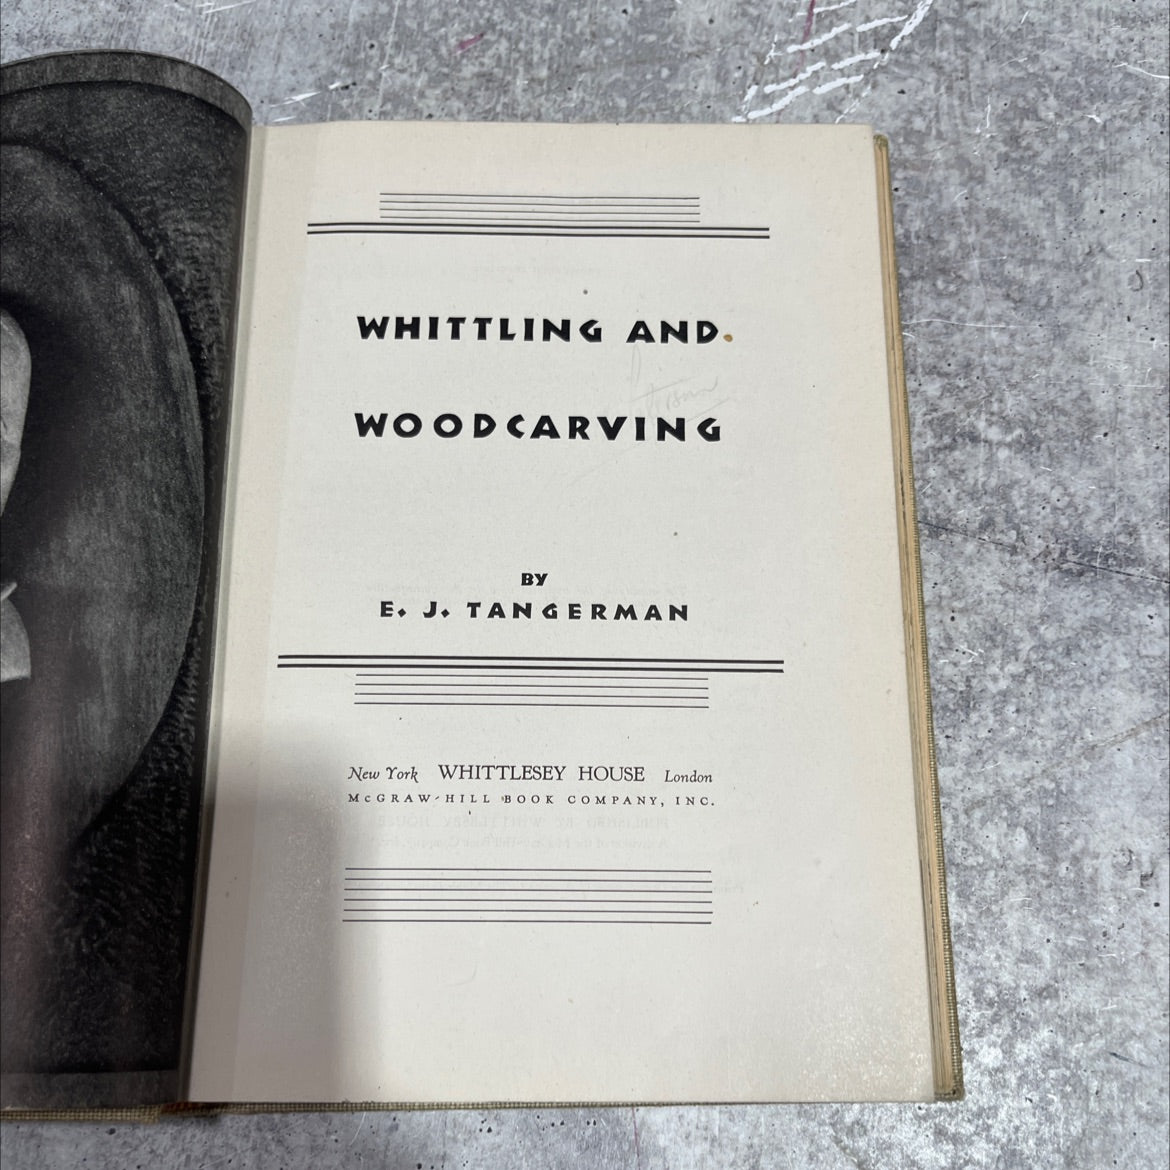 WHITTLING AND
WOODCARVING
BY
E. J. TANGERMAN
New York WHITTLESEY HOUSE London
McGRAW-HILL BOOK COMPANY, INC.